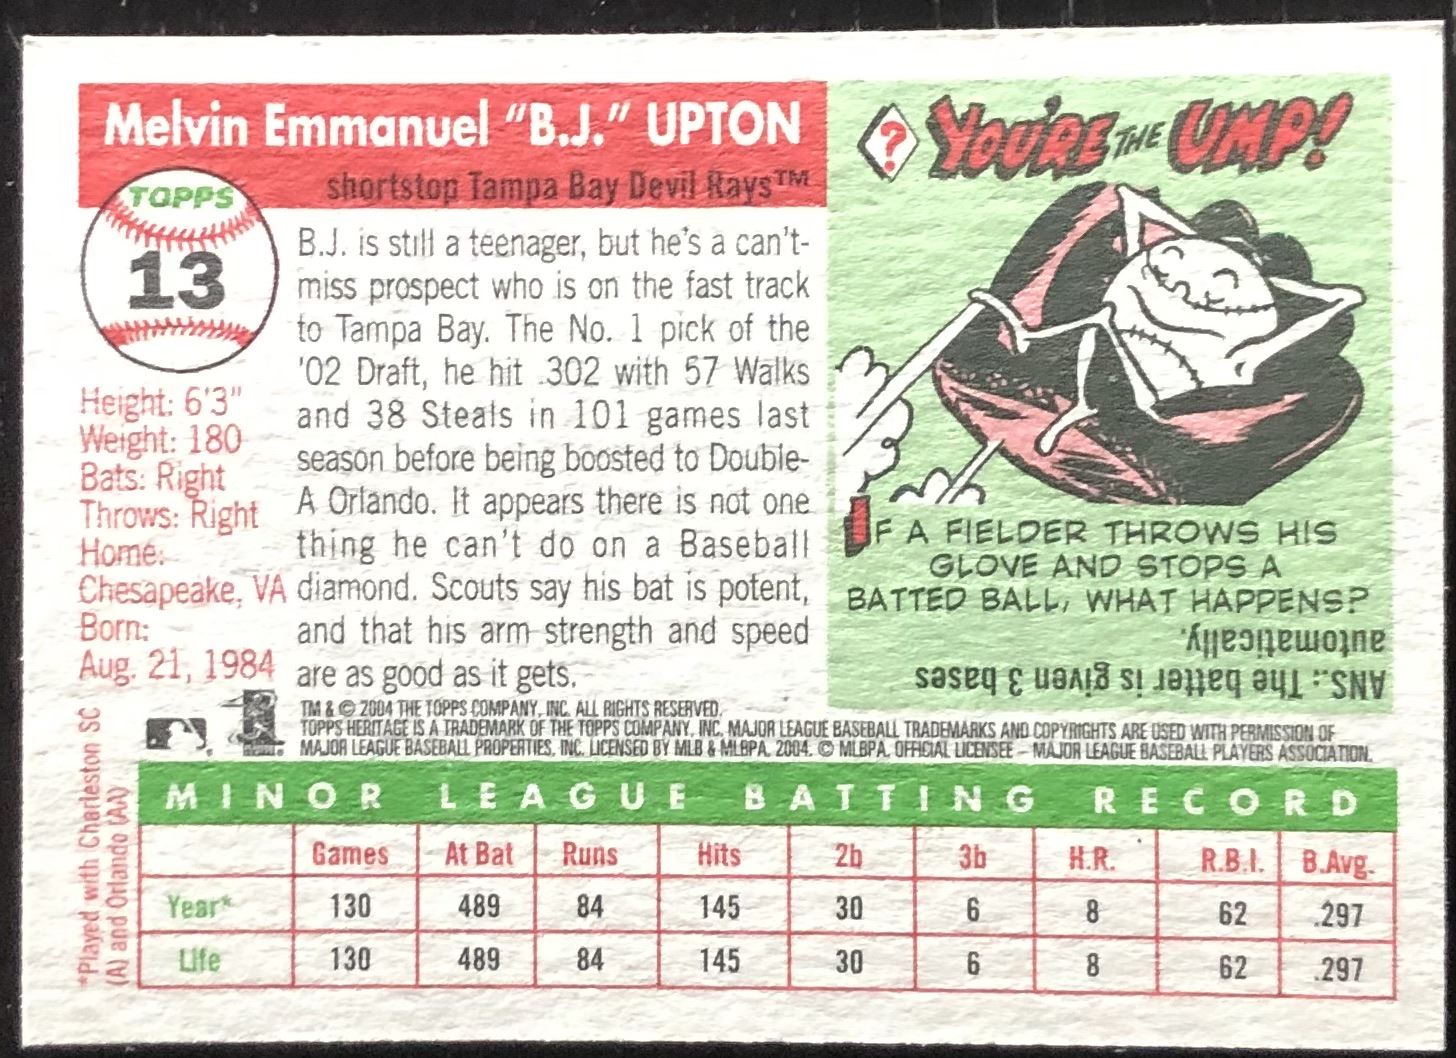 Melvin Emmanuel "B.J." UPTON
shortstop Tampa Bay Devil Rays™
TOPPS
13
Height: 6'3"
Weight: 180
Bats: Right
Throws: Right
Home:
Chesapeake, VA
Born:
Aug. 21, 1984
B.J. is still a teenager, but he's a can't-
miss prospect who is on the fast track
to Tampa Bay. The No. 1 pick of the
'02 Draft, he hit .302 with 57 Walks
and 38 Steals in 101 games last
season before being boosted to Double-
A Orlando. It appears there is not one
thing he can't do on a Baseball
diamond. Scouts say his bat is potent,
and that his arm strength and speed
are as good as it gets.
? YOU'RE THE UMP!
IF A FIELDER THROWS HIS
GLOVE AND STOPS A
BATTED BALL, WHAT HAPPENS?
ANS.: The batter is given 3 bases
automatically.
TM & © 2004 THE TOPPS COMPANY, INC. ALL RIGHTS RESERVED.
TOPPS HERITAGE IS A TRADEMARK OF THE TOPPS COMPANY, INC. MAJOR LEAGUE BASEBALL TRADEMARKS AND COPYRIGHTS ARE USED WITH PERMISSION OF
MAJOR LEAGUE BASEBALL PROPERTIES, INC. LICENSED BY MLB & MLBPA, 2004. © MLBPA, OFFICIAL LICENSEE – MAJOR LEAGUE BASEBALL PLAYERS ASSOCIATION.
*Played with Charleston SC
(A) and Orlando (AA)
MINOR LEAGUE BATTING RECORD
Games At Bat Runs Hits 2b 3b H.R. R.B.I. B.Avg.
Year* 130 489 84 145 30 6 8 62 .297
Life 130 489 84 145 30 6 8 62 .297